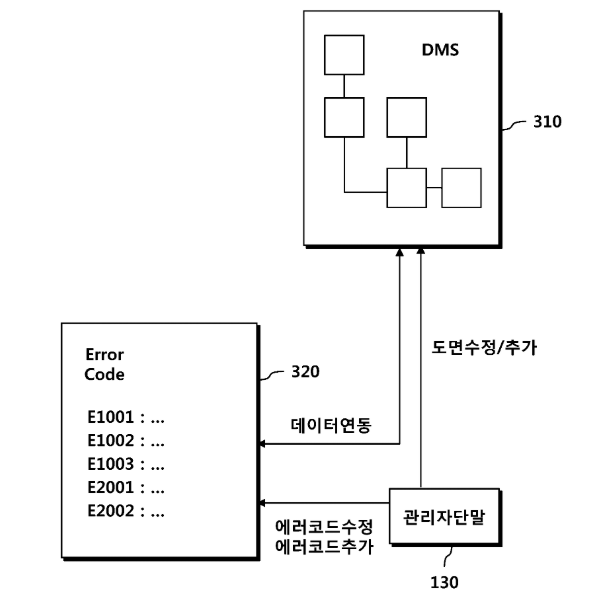 DMS
310
도면수정/추가
Error
Code
320
E1001 : ...
E1002 : ...
E1003 : ...
E2001 : ...
E2002 : ...
데이터연동
관리자단말
에러코드수정
에러코드추가
130